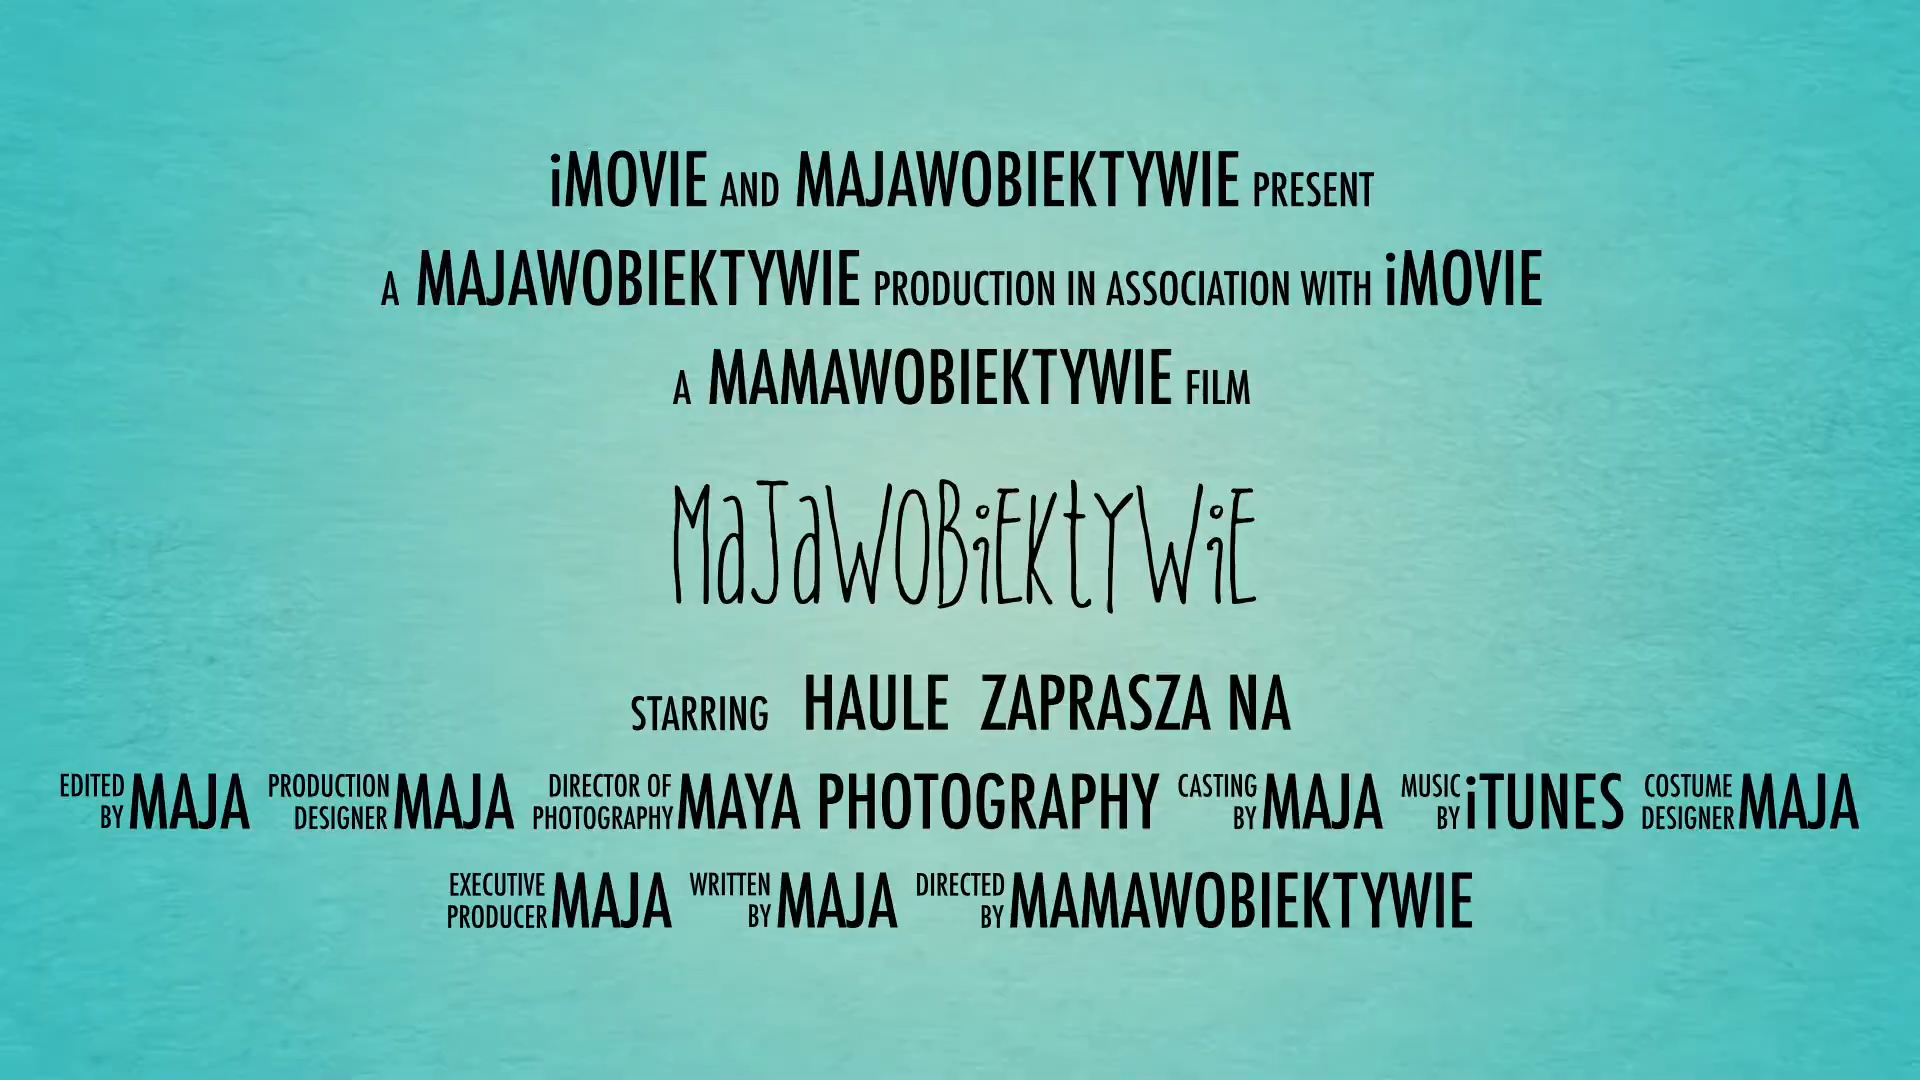 iMOVIE AND MAJAWOBIEKTYWIE PRESENT
A MAJAWOBIEKTYWIE PRODUCTION IN ASSOCIATION WITH iMOVIE
A MAMAWOBIEKTYWIE FILM
MaJaWOBiEKtYWiE
STARRING HAULE ZAPRASZA NA
EDITED BY MAJA PRODUCTION DESIGNER MAJA DIRECTOR OF PHOTOGRAPHY MAYA PHOTOGRAPHY CASTING BY MAJA MUSIC BY iTUNES COSTUME DESIGNER MAJA
EXECUTIVE PRODUCER MAJA WRITTEN BY MAJA DIRECTED BY MAMAWOBIEKTYWIE